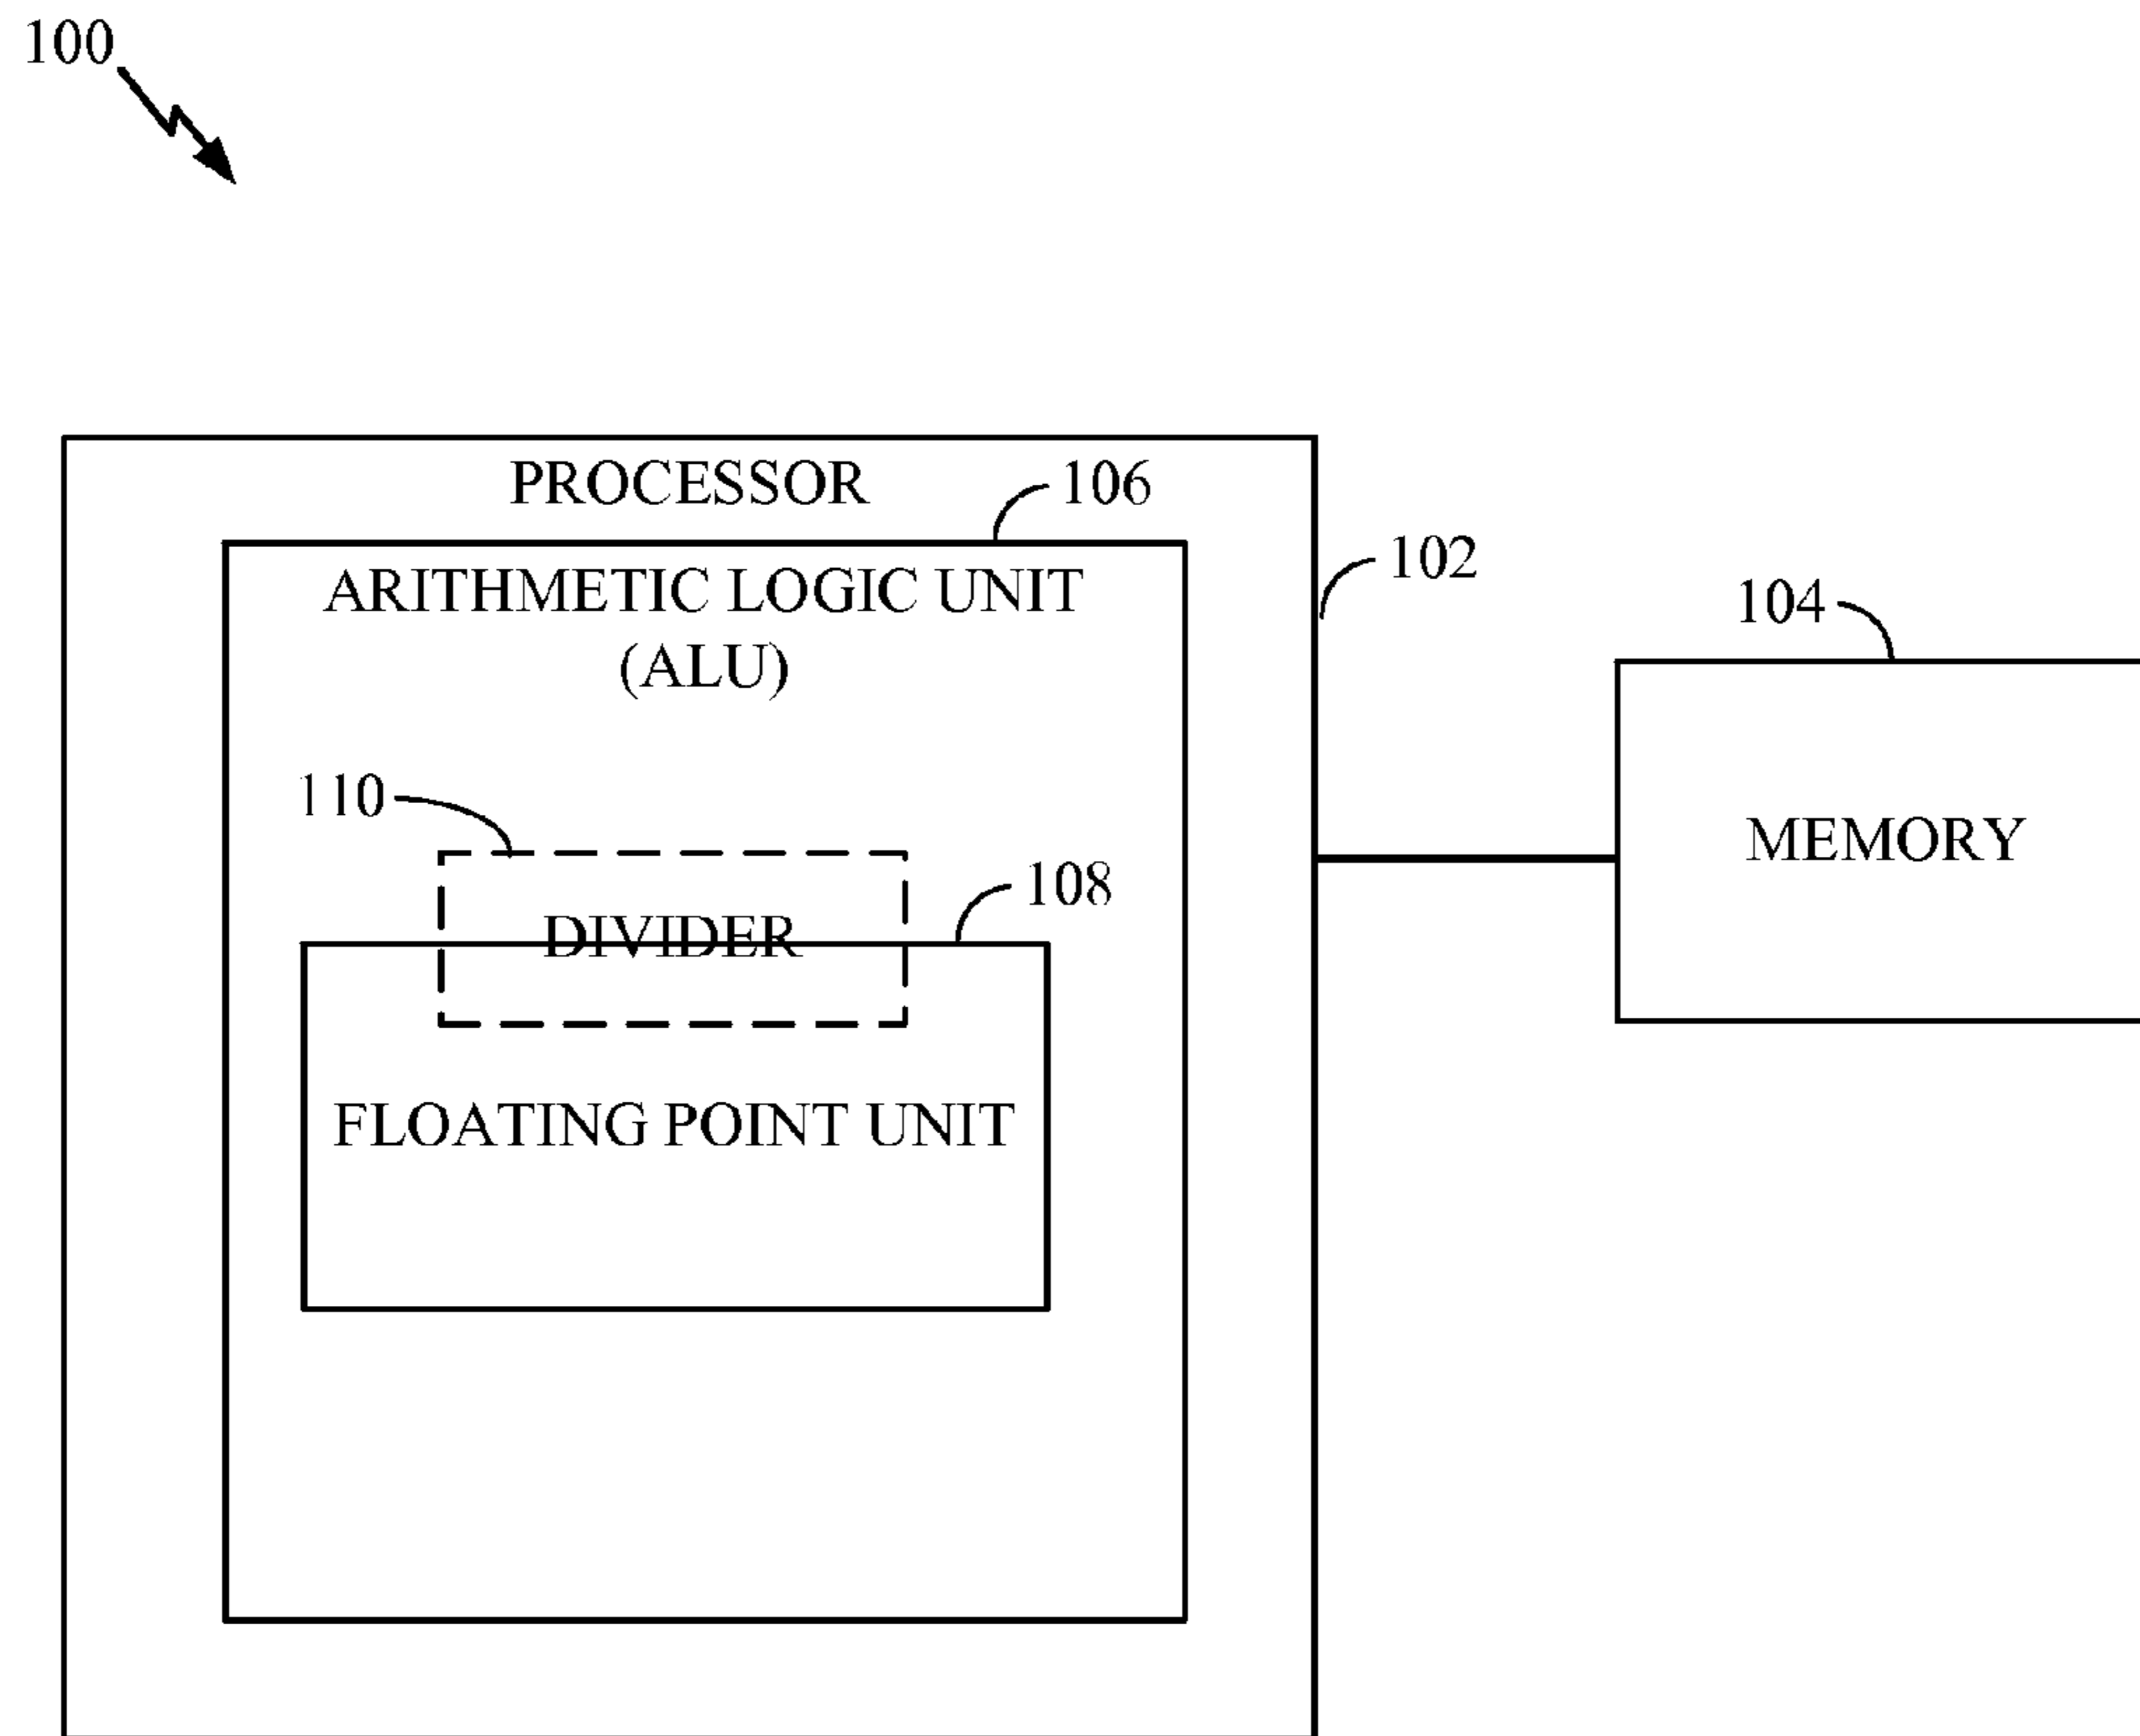 100
PROCESSOR
106
102
ARITHMETIC LOGIC UNIT
(ALU)
104
110
MEMORY
108
DIVIDER
FLOATING POINT UNIT